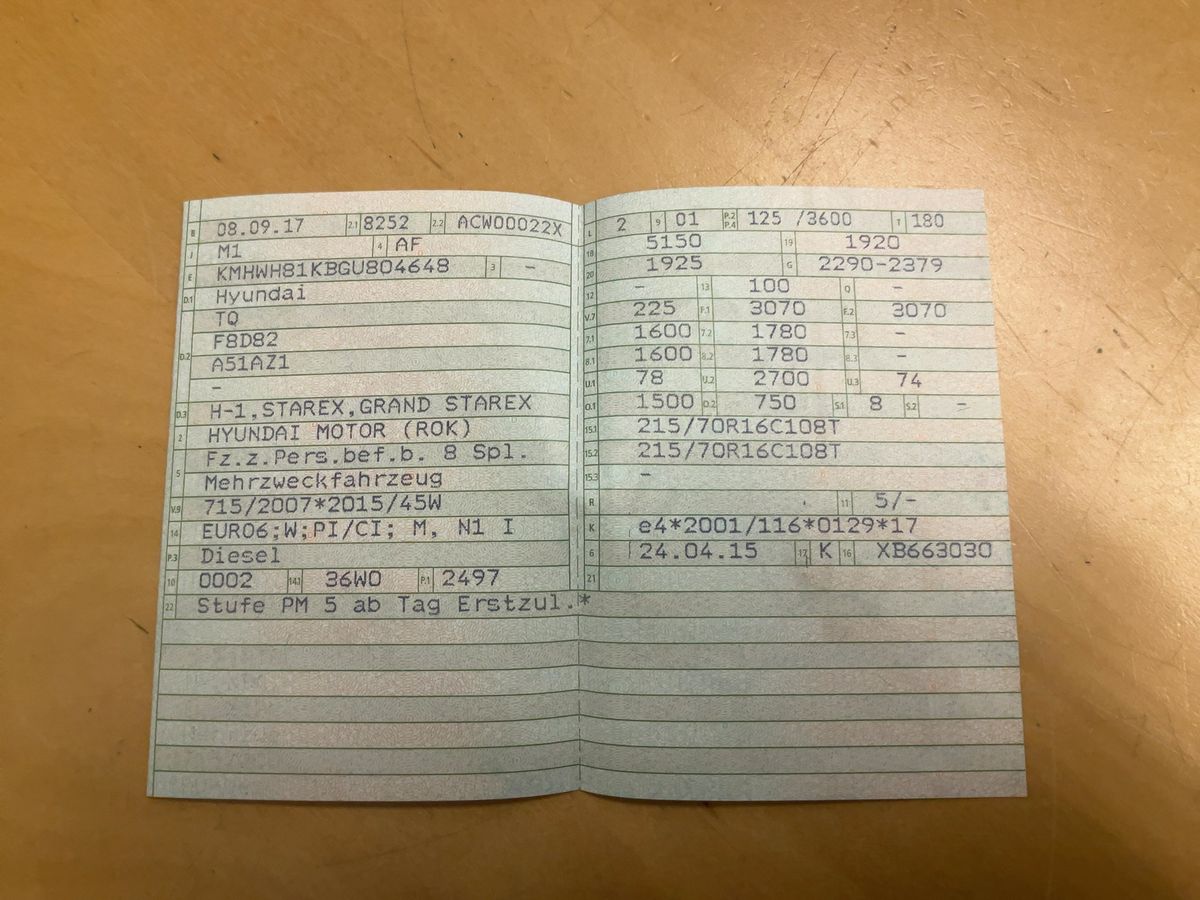 B 08.09.17 2.1 8252 2.2 ACW00022X
J M1 4 AF
E KMHWH81KBGU804648 3 -
D.1 Hyundai
TQ
D.2 F8D82
A51AZ1
-
D.3 H-1,STAREX,GRAND STAREX
2 HYUNDAI MOTOR (ROK)
Fz.z.Pers.bef.b. 8 Spl.
5 Mehrzweckfahrzeug
V.9 715/2007*2015/45W
14 EURO6;W;PI/CI; M, N1 I
P.3 Diesel
10 0002 14.1 36W0 P.1 2497
22 Stufe PM 5 ab Tag Erstzul.*
L 2 9 01 P.2 P.4 125 /3600 T 180
18 5150 19 1920
20 1925 G 2290-2379
12 - 13 100 Q -
V.7 225 F.1 3070 F.2 3070
7.1 1600 7.2 1780 7.3 -
8.1 1600 8.2 1780 8.3 -
U.1 78 U.2 2700 U.3 74
O.1 1500 O.2 750 S.1 8 S.2 -
15.1 215/70R16C108T
15.2 215/70R16C108T
15.3 -
R 11 5/-
K e4*2001/116*0129*17
6 24.04.15 17 K 16 XB663030
21